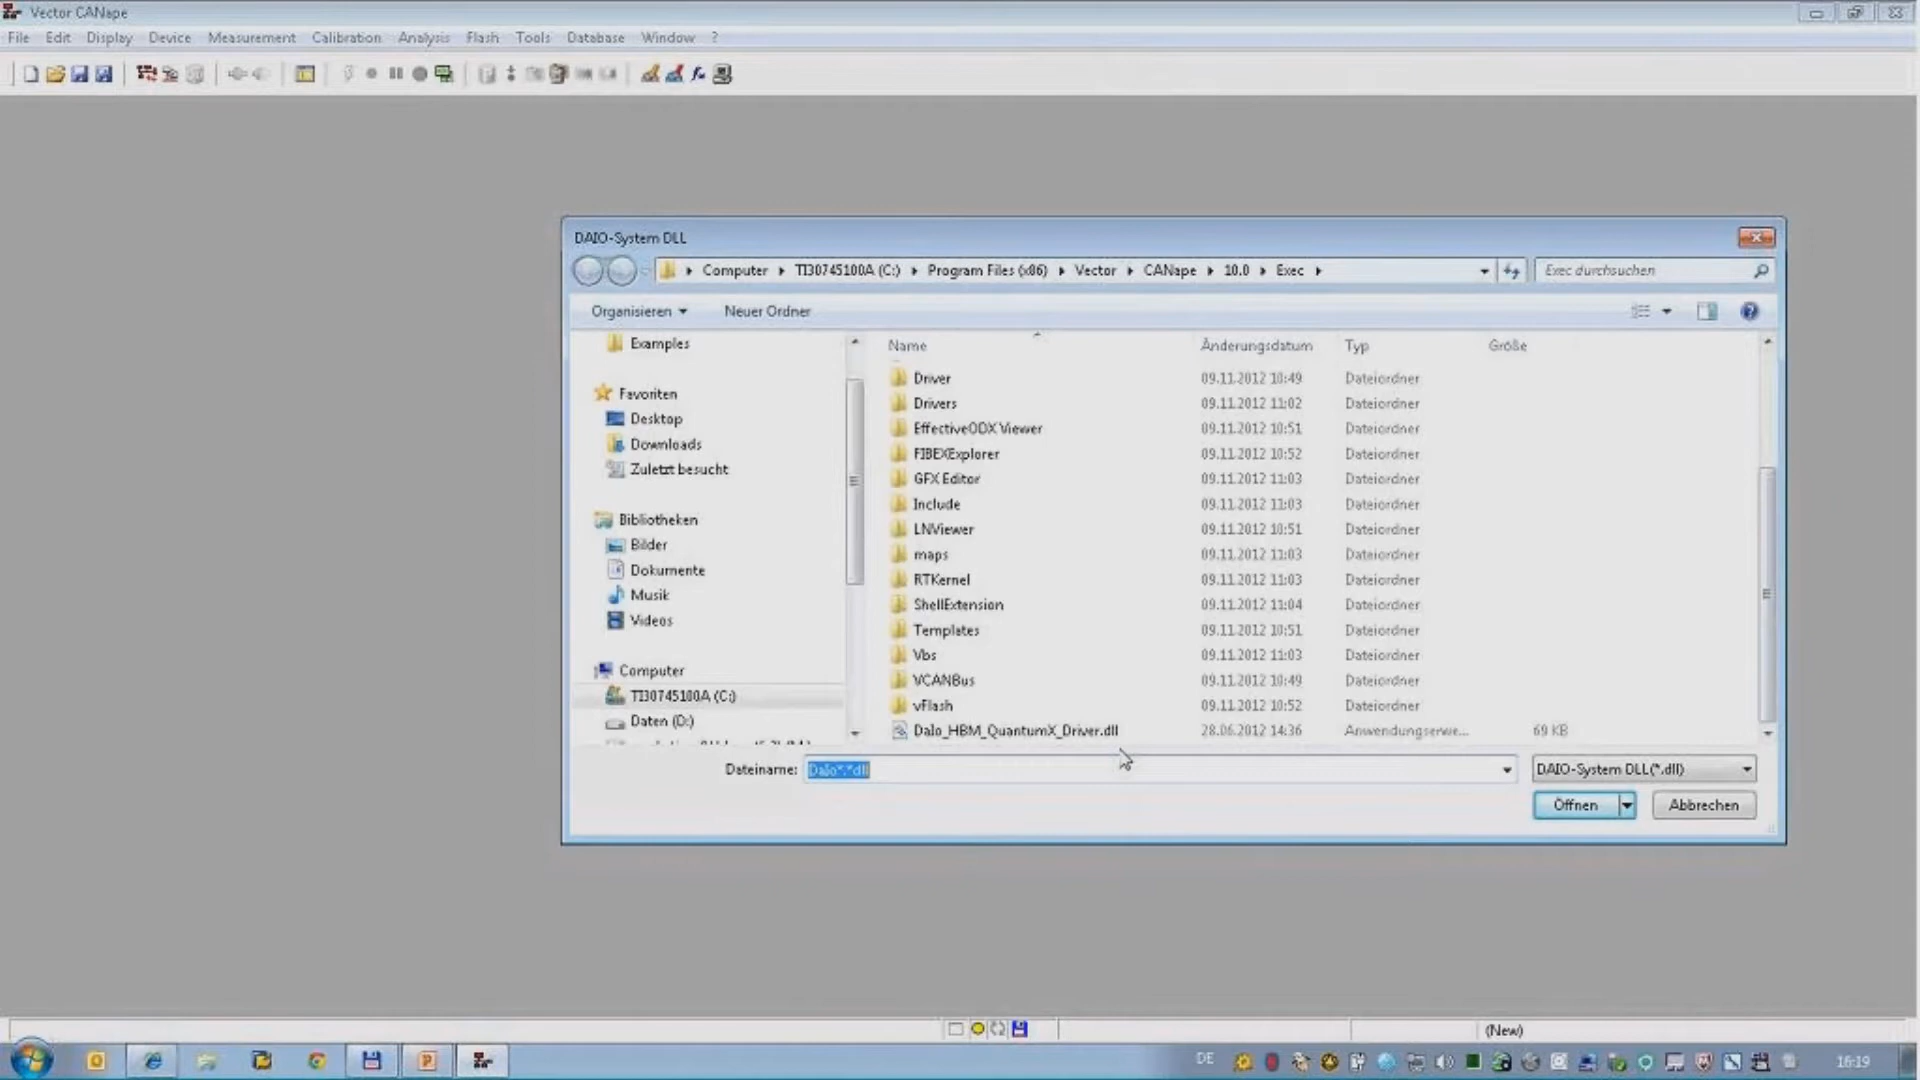 Vector CANape
File Edit Display Device Measurement Calibration Analysis Flash Tools Database Window ?
DAIO-System DLL
Computer TI30745100A (C:) Program Files (x86) Vector CANape 10.0 Exec
Exec durchsuchen
Organisieren Neuer Ordner
Examples
Favoriten
Desktop
Downloads
Zuletzt besucht
Bibliotheken
Bilder
Dokumente
Musik
Videos
Computer
TI30745100A (C:)
Daten (D:)
Name Änderungsdatum Typ Größe
Driver 09.11.2012 10:49 Dateiordner
Drivers 09.11.2012 11:02 Dateiordner
EffectiveODX Viewer 09.11.2012 10:51 Dateiordner
FIBEXExplorer 09.11.2012 10:52 Dateiordner
GFX Editor 09.11.2012 11:03 Dateiordner
Include 09.11.2012 11:03 Dateiordner
LNViewer 09.11.2012 10:51 Dateiordner
maps 09.11.2012 11:03 Dateiordner
RTKernel 09.11.2012 11:03 Dateiordner
ShellExtension 09.11.2012 11:04 Dateiordner
Templates 09.11.2012 10:51 Dateiordner
Vbs 09.11.2012 11:03 Dateiordner
VCANBus 09.11.2012 10:49 Dateiordner
vFlash 09.11.2012 10:52 Dateiordner
DaIo_HBM_QuantumX_Driver.dll 28.06.2012 14:36 Anwendungserwe... 69 KB
Dateiname: DaIo*.*dll DAIO-System DLL(*.dll)
Öffnen Abbrechen
(New)
DE 16:19